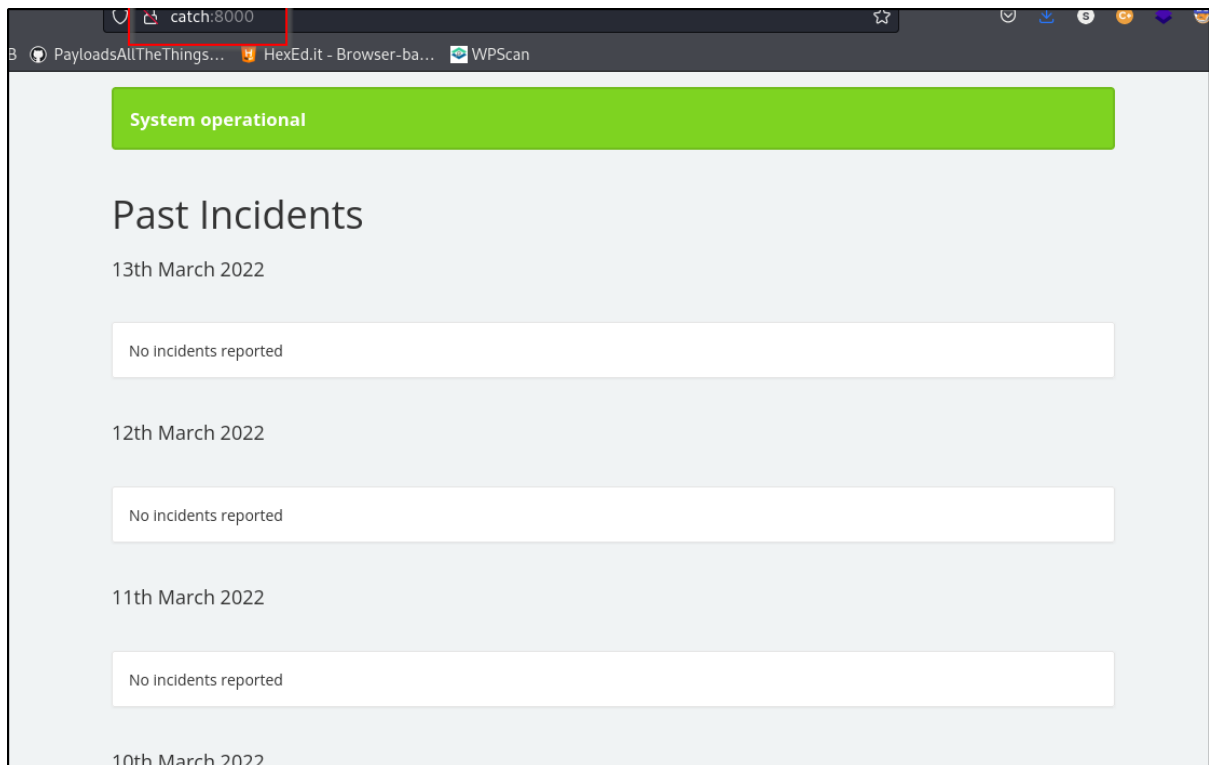 catch:8000
B PayloadsAllTheThings... HexEd.it - Browser-ba... WPScan
System operational
Past Incidents
13th March 2022
No incidents reported
12th March 2022
No incidents reported
11th March 2022
No incidents reported
10th March 2022